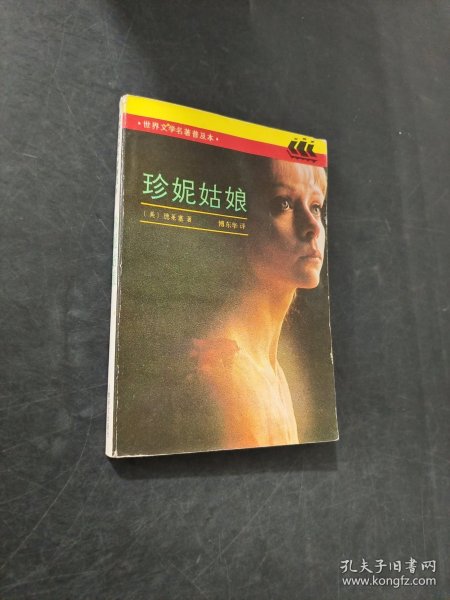 •世界文学名著普及本•
珍妮姑娘
〔美〕德莱塞 著
傅东华 译
孔夫子旧书网
www.kongfz.com